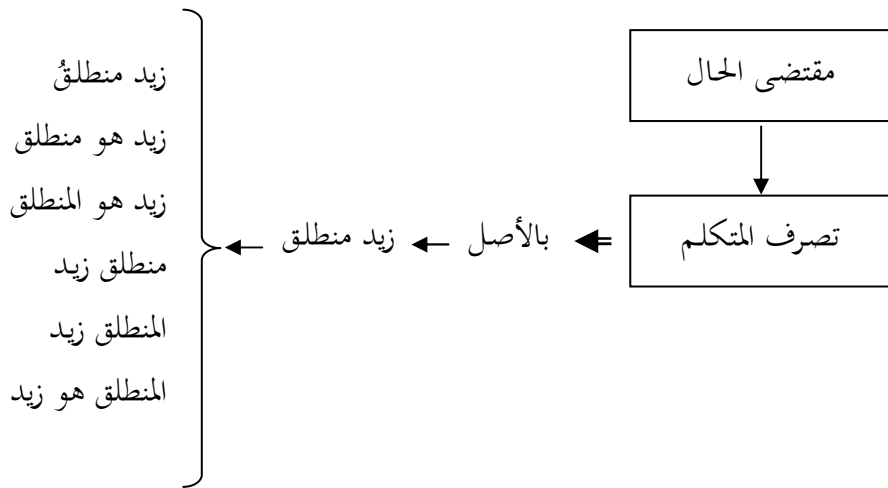 مقتضى الحال
تصرف المتكلم
بالأصل
زيد منطلق
زيد منطلقُ
زيد هو منطلق
زيد هو المنطلق
منطلق زيد
المنطلق زيد
المنطلق هو زيد